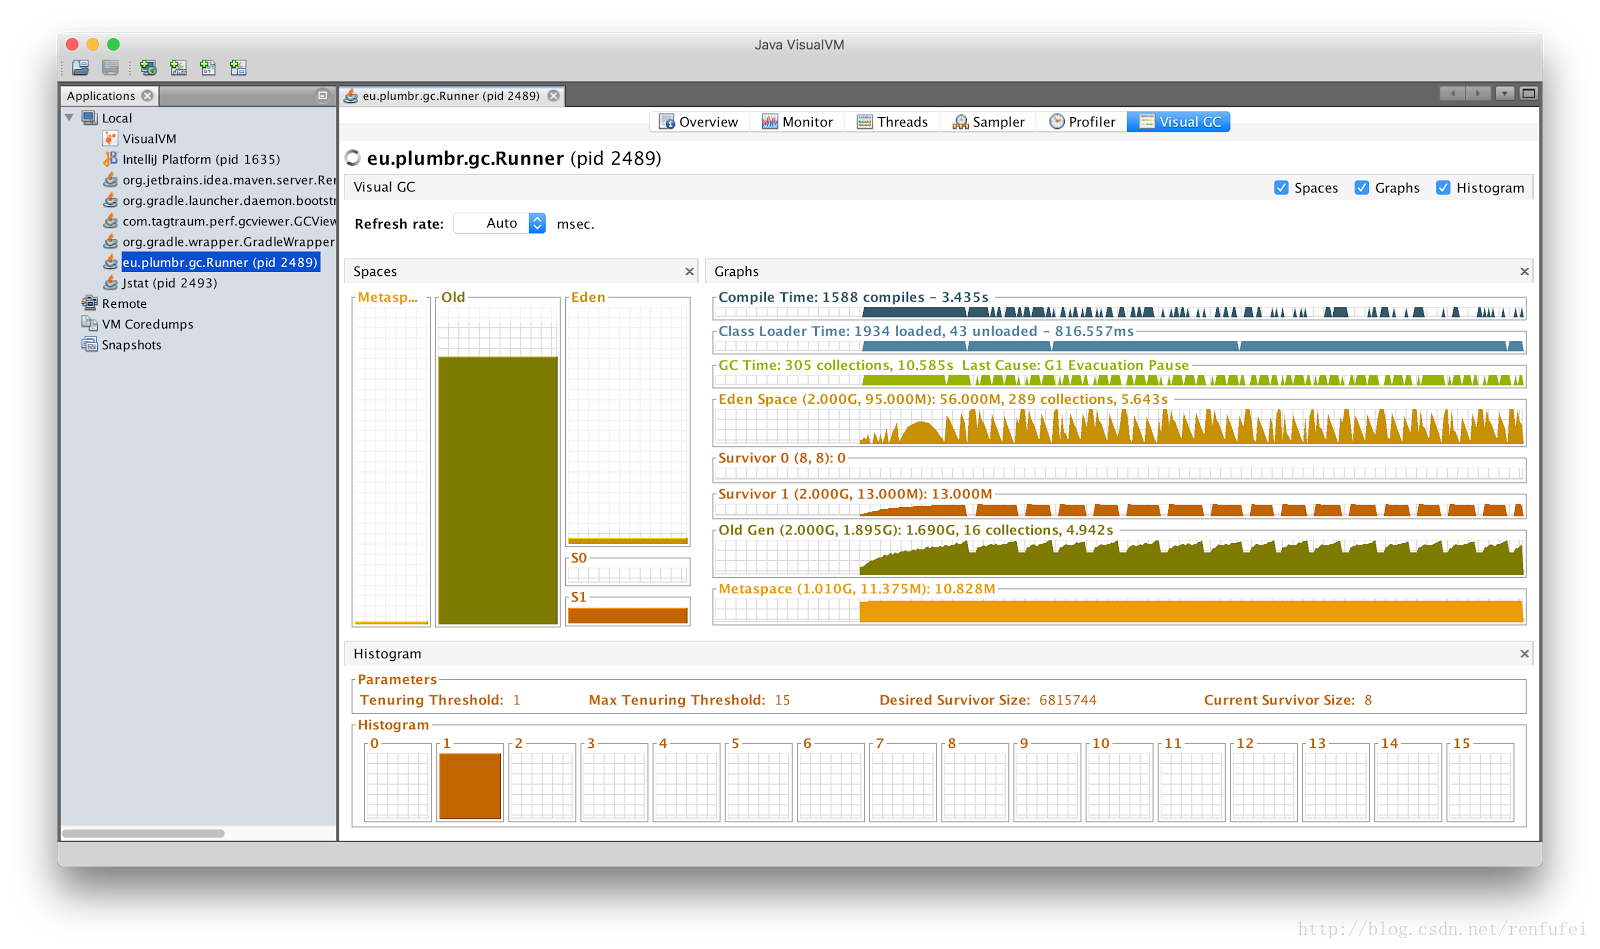 Java VisualVM
Applications
eu.plumbr.gc.Runner (pid 2489)
Local
VisualVM
IntelliJ Platform (pid 1635)
org.jetbrains.idea.maven.server.Rer
org.gradle.launcher.daemon.bootstr
com.tagtraum.perf.gcviewer.GCView
org.gradle.wrapper.GradleWrapper
eu.plumbr.gc.Runner (pid 2489)
Jstat (pid 2493)
Remote
VM Coredumps
Snapshots
Overview Monitor Threads Sampler Profiler Visual GC
eu.plumbr.gc.Runner (pid 2489)
Visual GC
Spaces Graphs Histogram
Refresh rate: Auto msec.
Spaces
Metasp... Old Eden
S0
S1
Graphs
Compile Time: 1588 compiles - 3.435s
Class Loader Time: 1934 loaded, 43 unloaded - 816.557ms
GC Time: 305 collections, 10.585s Last Cause: G1 Evacuation Pause
Eden Space (2.000G, 95.000M): 56.000M, 289 collections, 5.643s
Survivor 0 (8, 8): 0
Survivor 1 (2.000G, 13.000M): 13.000M
Old Gen (2.000G, 1.895G): 1.690G, 16 collections, 4.942s
Metaspace (1.010G, 11.375M): 10.828M
Histogram
Parameters
Tenuring Threshold: 1 Max Tenuring Threshold: 15 Desired Survivor Size: 6815744 Current Survivor Size: 8
Histogram
0 1 2 3 4 5 6 7 8 9 10 11 12 13 14 15
http://blog.csdn.net/renfufei